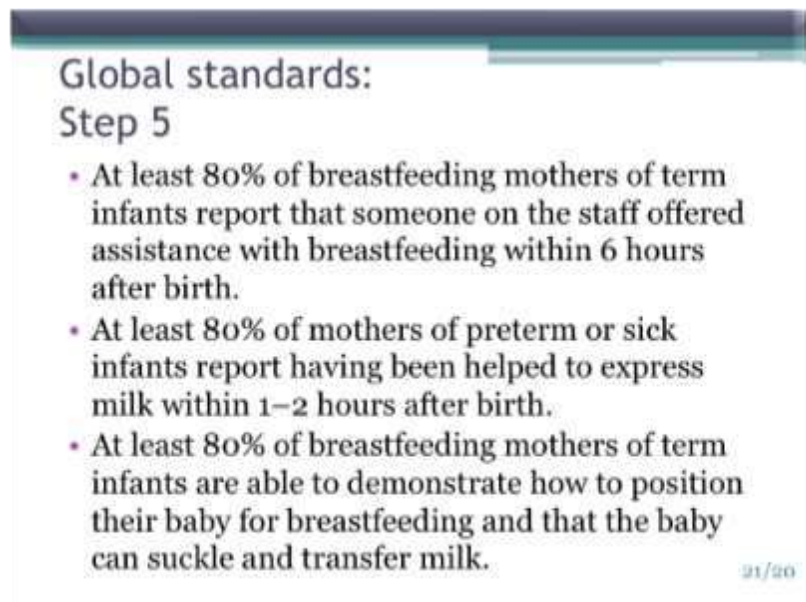 Global standards:
Step 5
• At least 80% of breastfeeding mothers of term
infants report that someone on the staff offered
assistance with breastfeeding within 6 hours
after birth.
• At least 80% of mothers of preterm or sick
infants report having been helped to express
milk within 1–2 hours after birth.
• At least 80% of breastfeeding mothers of term
infants are able to demonstrate how to position
their baby for breastfeeding and that the baby
can suckle and transfer milk.
21/20